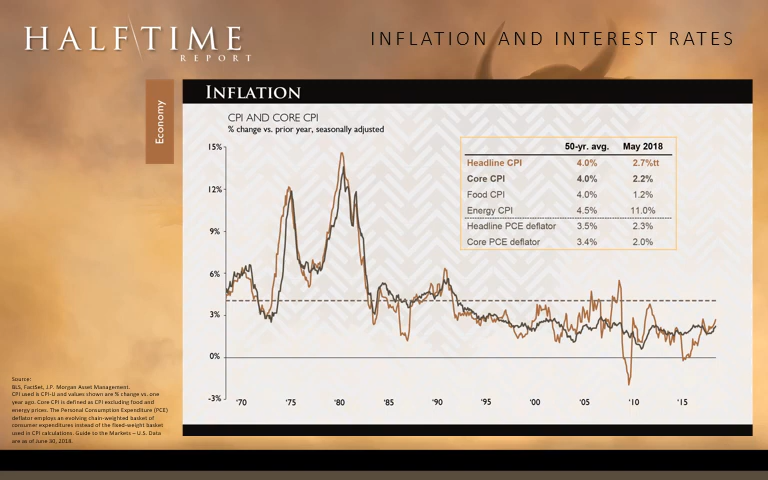 HALFTIME
REPORT
INFLATION AND INTEREST RATES
Economy
INFLATION
CPI AND CORE CPI
% change vs. prior year, seasonally adjusted
50-yr. avg. May 2018
Headline CPI 4.0% 2.7%tt
Core CPI 4.0% 2.2%
Food CPI 4.0% 1.2%
Energy CPI 4.5% 11.0%
Headline PCE deflator 3.5% 2.3%
Core PCE deflator 3.4% 2.0%
15%
12%
9%
6%
3%
0%
-3%
'70 '75 '80 '85 '90 '95 '00 '05 '10 '15
Source:
BLS, FactSet, J.P. Morgan Asset Management.
CPI used is CPI-U and values shown are % change vs. one
year ago. Core CPI is defined as CPI excluding food and
energy prices. The Personal Consumption Expenditure (PCE)
deflator employs an evolving chain-weighted basket of
consumer expenditures instead of the fixed-weight basket
used in CPI calculations. Guide to the Markets – U.S. Data
are as of June 30, 2018.